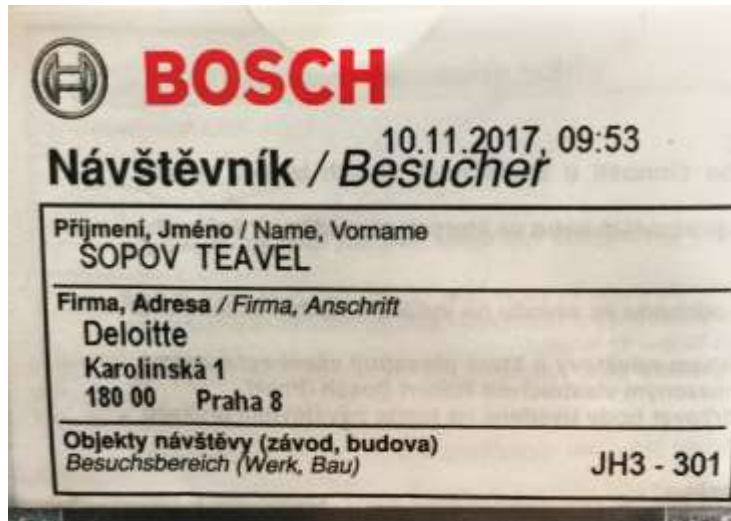 BOSCH
10.11.2017, 09:53
Návštěvník / Besucher
Příjmení, Jméno / Name, Vorname
SOPOV TEAVEL
Firma, Adresa / Firma, Anschrift
Deloitte
Karolinská 1
180 00 Praha 8
Objekty návštěvy (závod, budova)
Besuchsbereich (Werk, Bau)
JH3 - 301